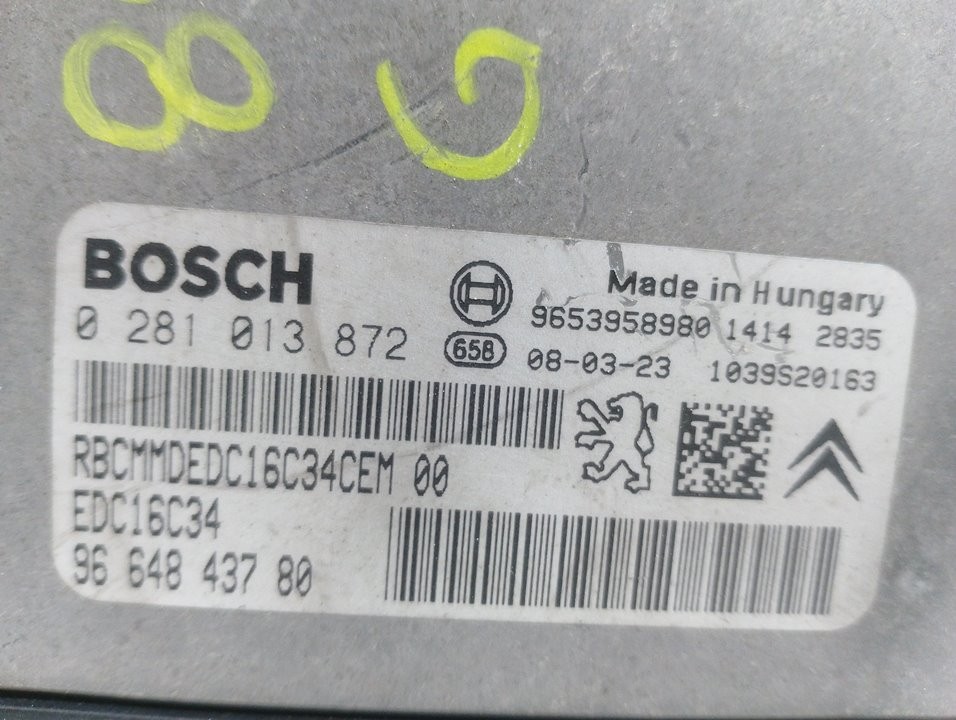 8 G
BOSCH
0 281 013 872
658
Made in Hungary
9653958980 1414 2835
08-03-23 1039S20163
RBCMMDEDC16C34CEM 00
EDC16C34
96 648 437 80